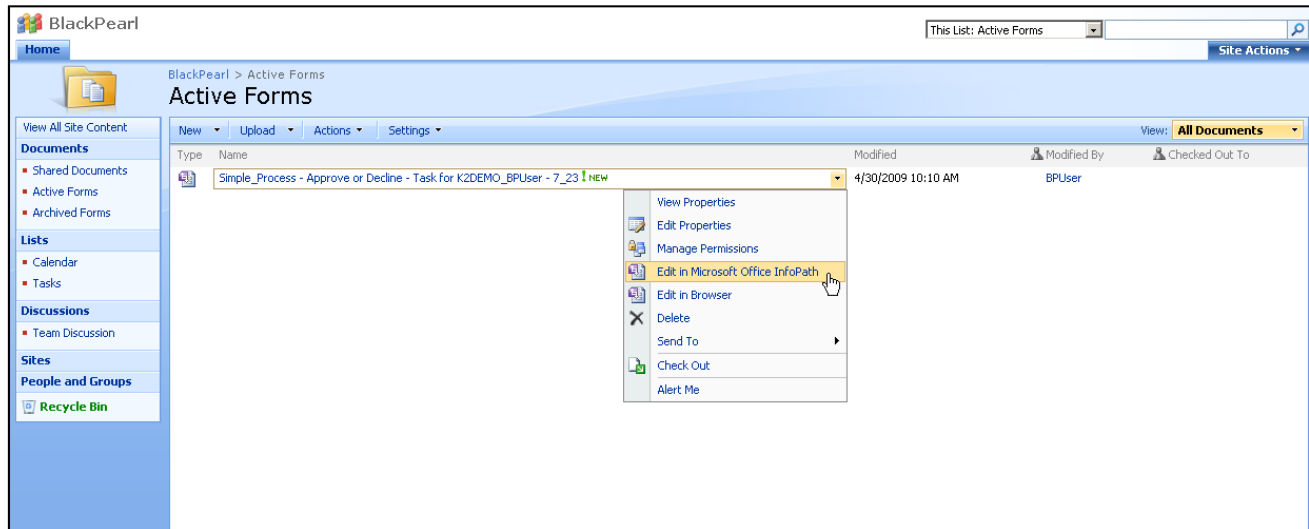 BlackPearl
This List: Active Forms
Home
Site Actions
BlackPearl > Active Forms
Active Forms
View All Site Content
New Upload Actions Settings
View: All Documents
Documents
Type Name Modified Modified By Checked Out To
Shared Documents
Simple_Process - Approve or Decline - Task for K2DEMO_BPUser - 7_23 ! NEW 4/30/2009 10:10 AM BPUser
Active Forms
Archived Forms
Lists
Calendar
Tasks
Discussions
Team Discussion
Sites
People and Groups
Recycle Bin
View Properties
Edit Properties
Manage Permissions
Edit in Microsoft Office InfoPath
Edit in Browser
Delete
Send To
Check Out
Alert Me